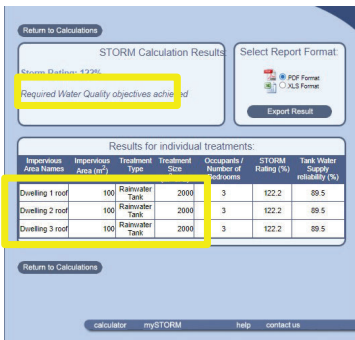 Return to Calculations
STORM Calculation Results:
Select Report Format:
Storm Rating: 122%
PDF Format
XLS Format
Required Water Quality objectives achieved
Export Result
Results for individual treatments:
Impervious Area Names Impervious Area (m²) Treatment Type Treatment Size Occupants / Number of Bedrooms STORM Rating (%) Tank Water Supply reliability (%)
Dwelling 1 roof 100 Rainwater Tank 2000 3 122.2 89.5
Dwelling 2 roof 100 Rainwater Tank 2000 3 122.2 89.5
Dwelling 3 roof 100 Rainwater Tank 2000 3 122.2 89.5
Return to Calculations
calculator mySTORM help contact us